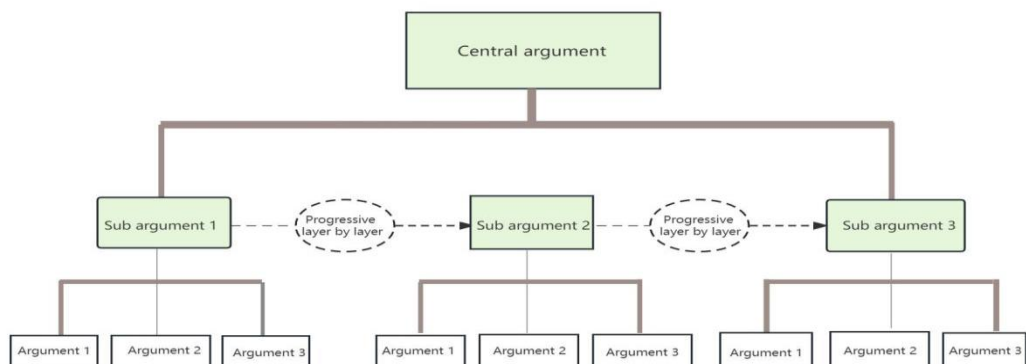 Central argument
Sub argument 1
Progressive
layer by layer
Sub argument 2
Progressive
layer by layer
Sub argument 3
Argument 1
Argument 2
Argument 3
Argument 1
Argument 2
Argument 3
Argument 1
Argument 2
Argument 3